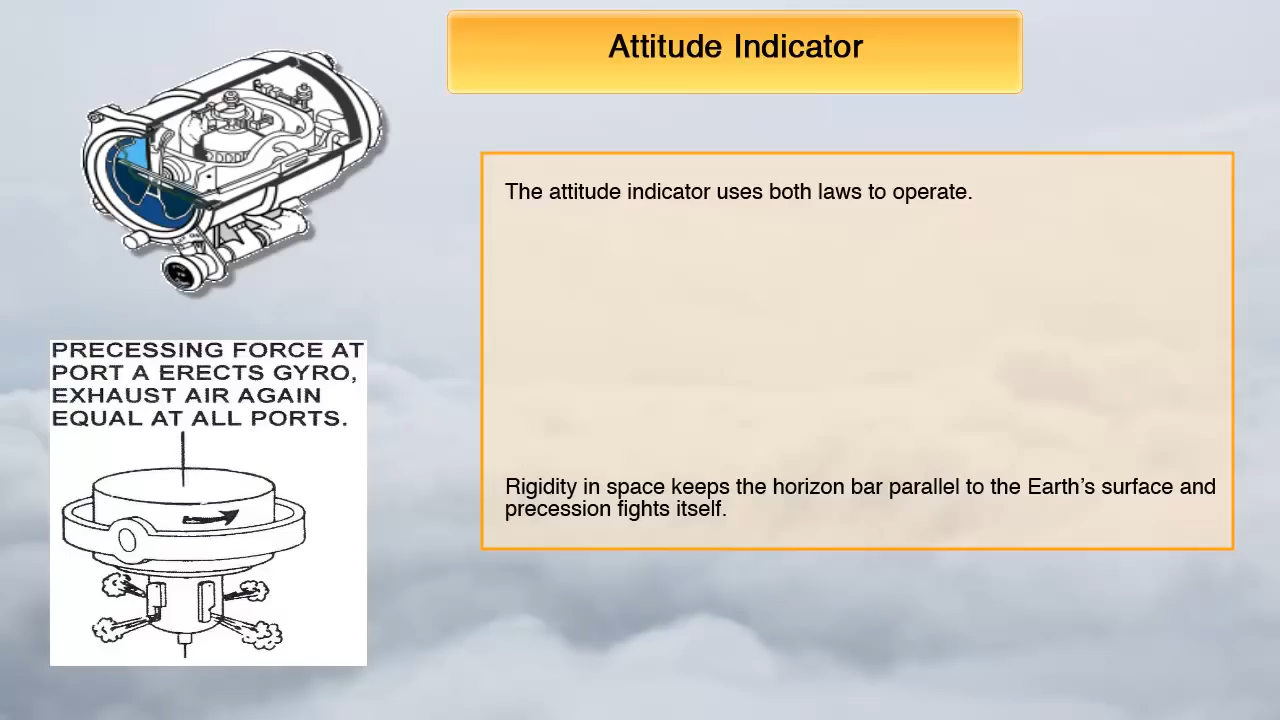 Attitude Indicator
The attitude indicator uses both laws to operate.
Rigidity in space keeps the horizon bar parallel to the Earth’s surface and
precession fights itself.
PRECESSING FORCE AT
PORT A ERECTS GYRO,
EXHAUST AIR AGAIN
EQUAL AT ALL PORTS.